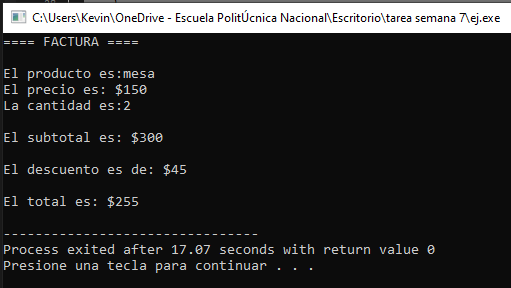 C:\Users\Kevin\OneDrive - Escuela PolitÚcnica Nacional\Escritorio\tarea semana 7\ej.exe
==== FACTURA ====
El producto es:mesa
El precio es: $150
La cantidad es:2
El subtotal es: $300
El descuento es de: $45
El total es: $255
--------------------------------
Process exited after 17.07 seconds with return value 0
Presione una tecla para continuar . . .